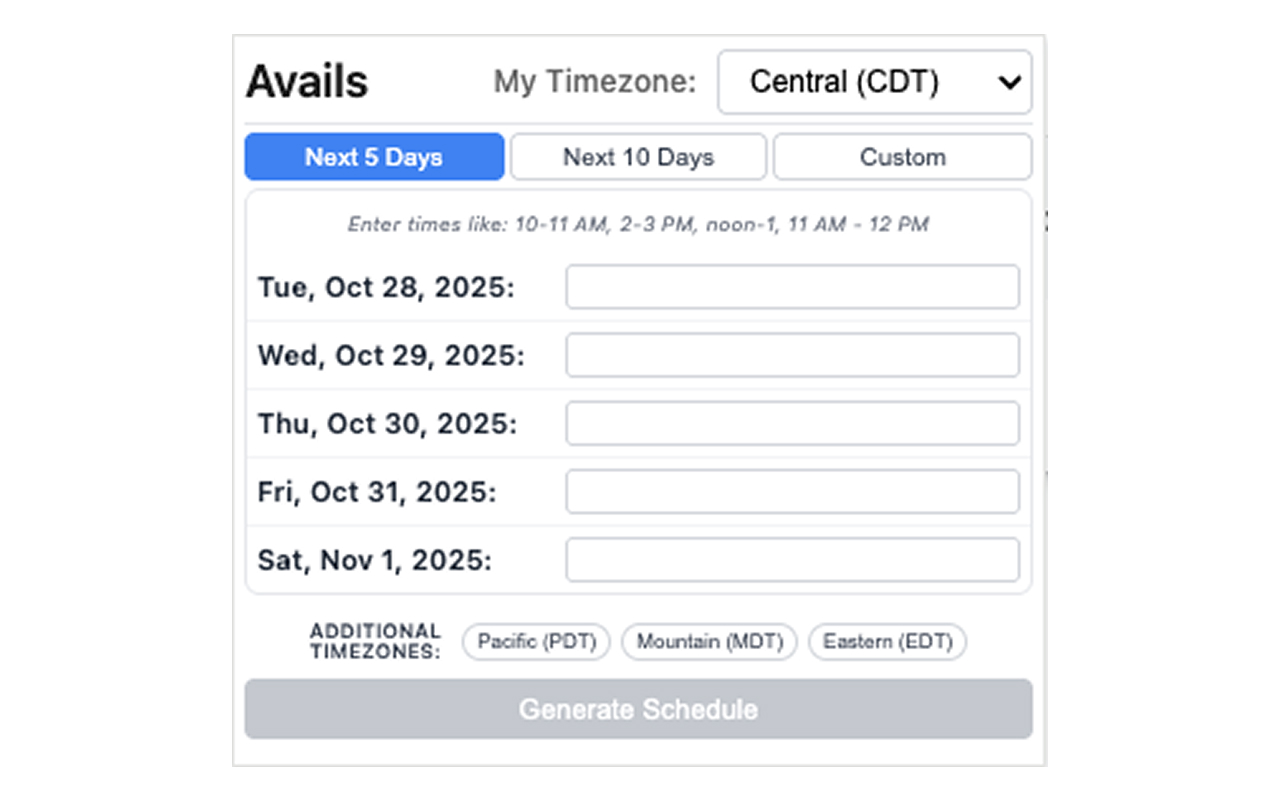 Avails
My Timezone: Central (CDT)
Next 5 Days
Next 10 Days
Custom
Enter times like: 10-11 AM, 2-3 PM, noon-1, 11 AM - 12 PM
Tue, Oct 28, 2025:
Wed, Oct 29, 2025:
Thu, Oct 30, 2025:
Fri, Oct 31, 2025:
Sat, Nov 1, 2025:
ADDITIONAL
TIMEZONES:
Pacific (PDT)
Mountain (MDT)
Eastern (EDT)
Generate Schedule